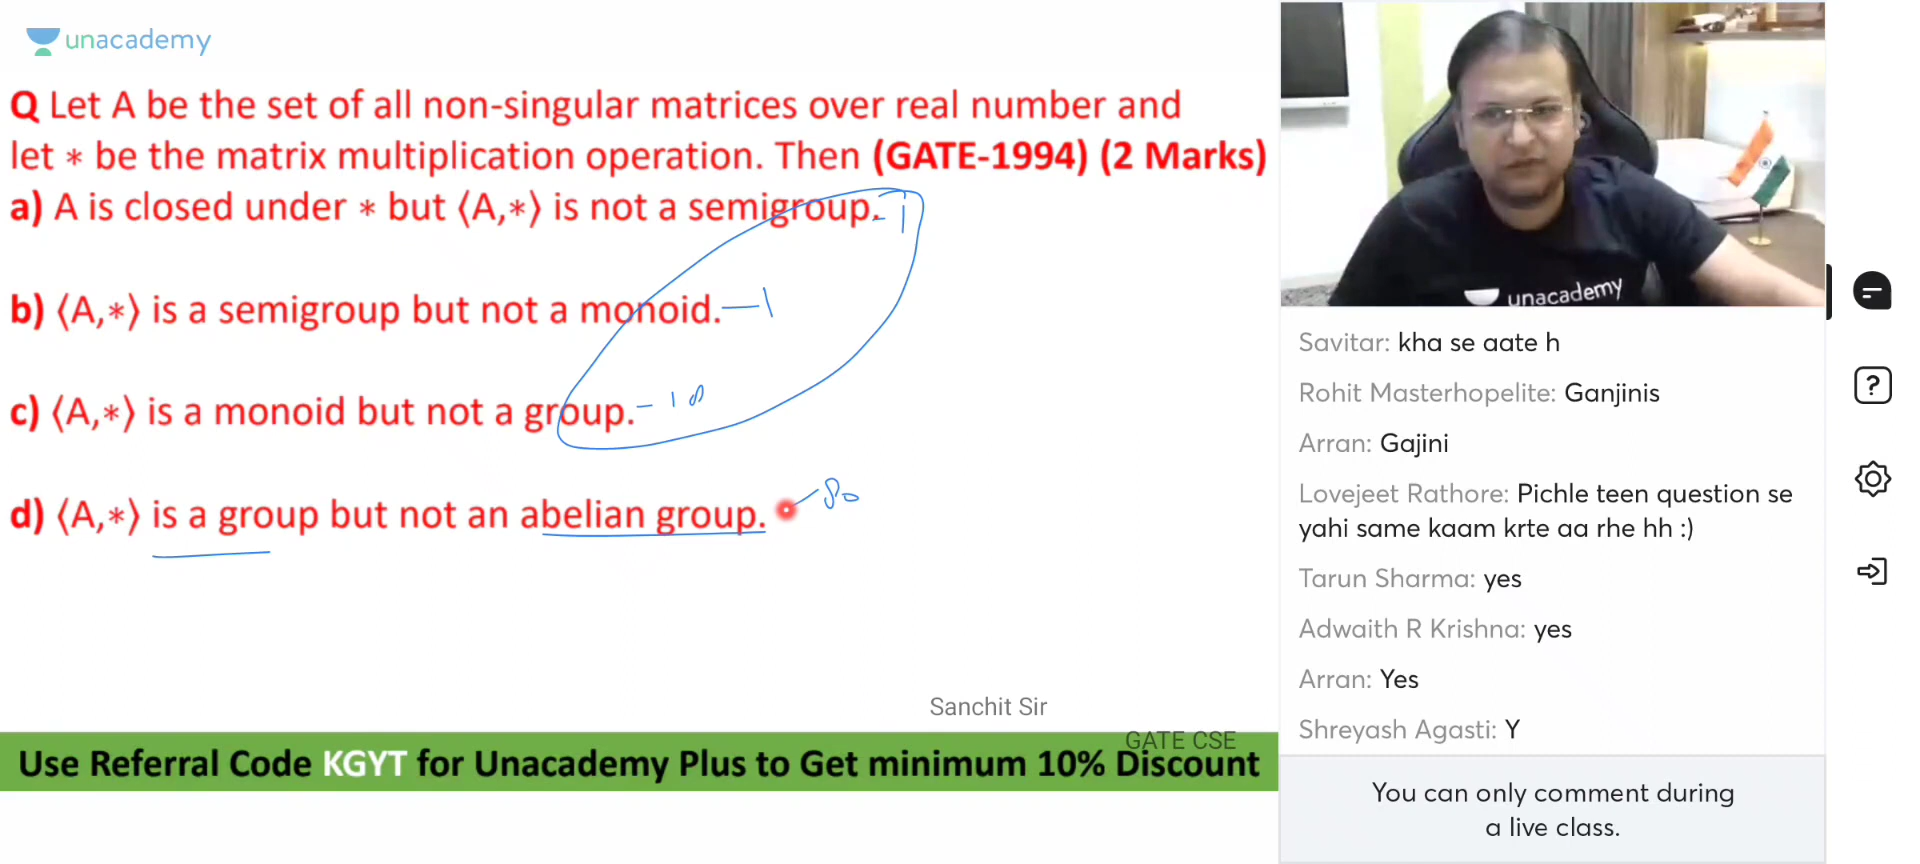 unacademy
Q Let A be the set of all non-singular matrices over real number and
let * be the matrix multiplication operation. Then (GATE-1994) (2 Marks)
a) A is closed under * but ⟨A,*⟩ is not a semigroup. - 1
b) ⟨A,*⟩ is a semigroup but not a monoid. - 1
c) ⟨A,*⟩ is a monoid but not a group. - 18
d) ⟨A,*⟩ is a group but not an abelian group. - 80
Sanchit Sir
GATE CSE
Use Referral Code KGYT for Unacademy Plus to Get minimum 10% Discount
unacademy
Savitar: kha se aate h
Rohit Masterhopelite: Ganjinis
Arran: Gajini
Lovejeet Rathore: Pichle teen question se
yahi same kaam krte aa rhe hh :)
Tarun Sharma: yes
Adwaith R Krishna: yes
Arran: Yes
Shreyash Agasti: Y
You can only comment during
a live class.
?